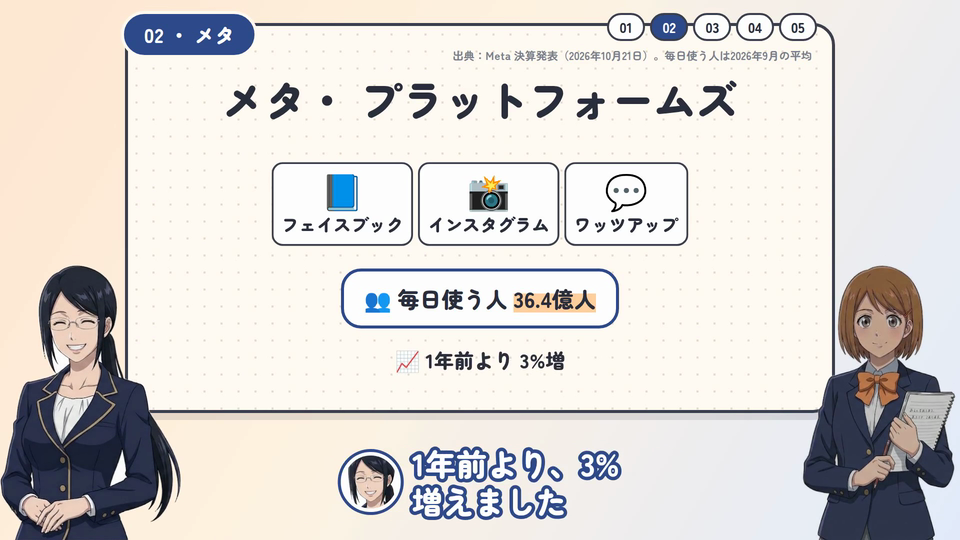 02 ・ メタ
01
02
03
04
05
出典：Meta 決算発表（2026年10月21日）。毎日使う人は2026年9月の平均
メタ・ プラットフォームズ
フェイスブック
インスタグラム
ワッツアップ
毎日使う人 36.4億人
1年前より 3%増
1年前より、3%
増えました